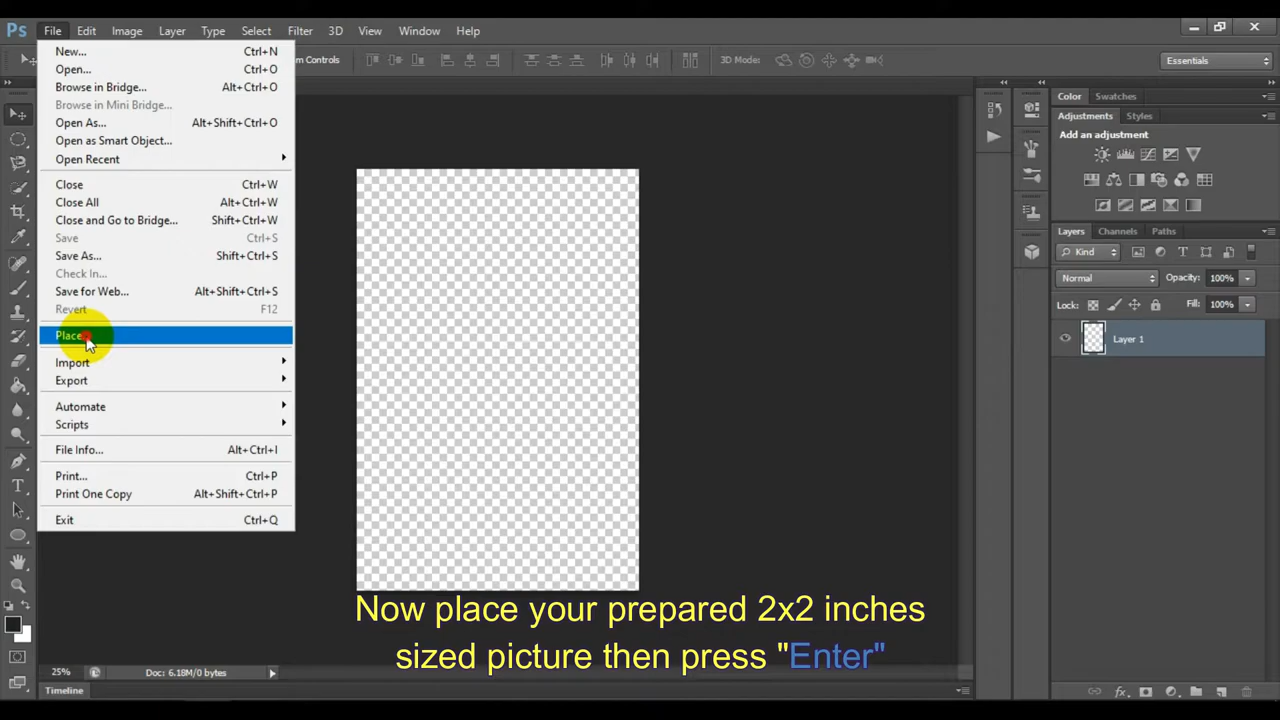 Ps File Edit Image Layer Type Select Filter 3D View Window Help
m Controls 3D Mode: Essentials
New... Ctrl+N
Open... Ctrl+O
Browse in Bridge... Alt+Ctrl+O
Browse in Mini Bridge...
Open As... Alt+Shift+Ctrl+O
Open as Smart Object...
Open Recent
Close Ctrl+W
Close All Alt+Ctrl+W
Close and Go to Bridge... Shift+Ctrl+W
Save Ctrl+S
Save As... Shift+Ctrl+S
Check In...
Save for Web... Alt+Shift+Ctrl+S
Revert F12
Place
Import
Export
Automate
Scripts
File Info... Alt+Ctrl+I
Print... Ctrl+P
Print One Copy Alt+Shift+Ctrl+P
Exit Ctrl+Q
Color Swatches
Adjustments Styles
Add an adjustment
Layers Channels Paths
Kind
Normal Opacity: 100%
Lock: Fill: 100%
Layer 1
Now place your prepared 2x2 inches
sized picture then press "Enter"
25% Doc: 6.18M/0 bytes
Timeline